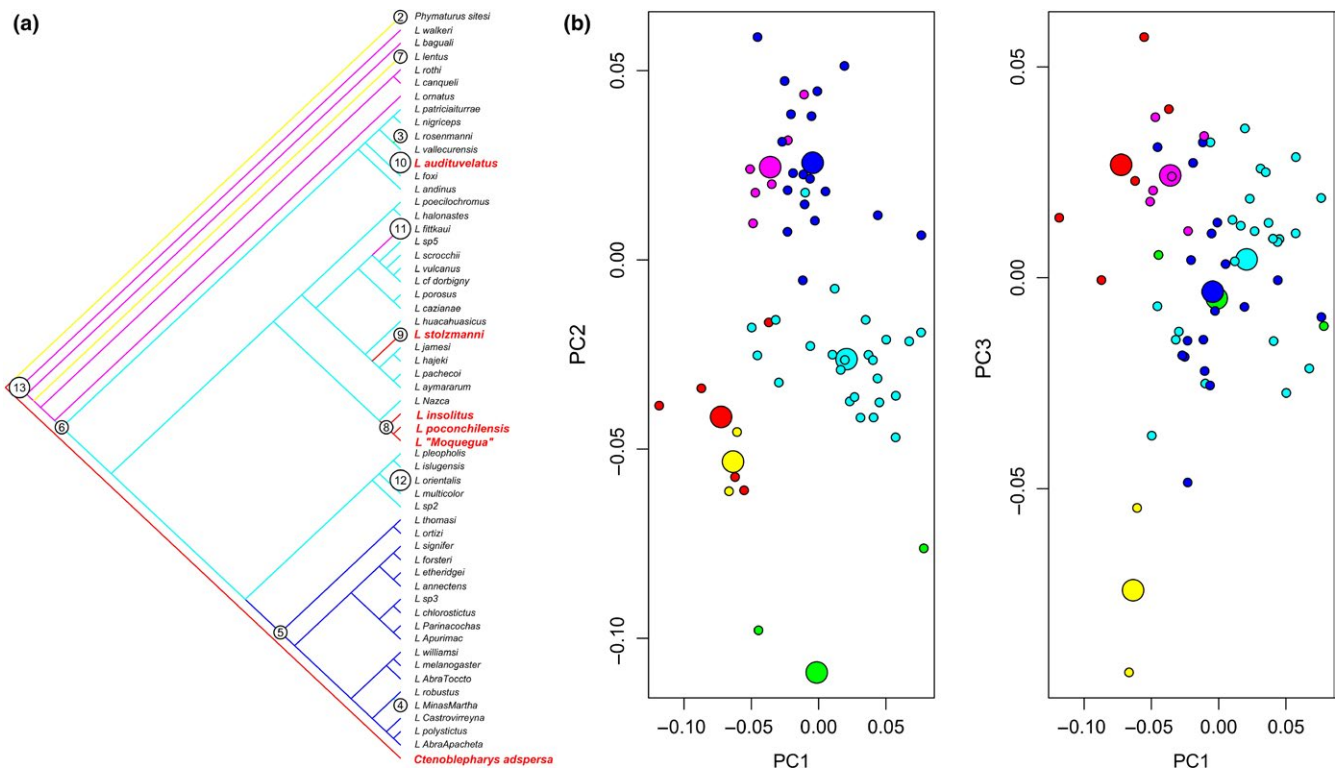 (a)
(b)
2 Phymaturus sitesi
L walkeri
L baguali
7 L lentus
L rothi
L canqueli
L ornatus
L patriciaiturrae
L nigriceps
3 L rosenmanni
L vallecurensis
10 L audituvelatus
L foxi
L andinus
L poecilochromus
L halonastes
11 L fittkaui
L sp5
L scrocchii
L vulcanus
L cf dorbigny
L porosus
L cazianae
L huacahuasicus
9 L stolzmanni
L jamesi
L hajeki
L pachecoi
L aymararum
L Nazca
L insolitus
8 L poconchilensis
L "Moquegua"
L pleopholis
L islugensis
12 L orientalis
L multicolor
L sp2
L thomasi
L ortizi
L signifer
L forsteri
L etheridgei
L annectens
L sp3
L chlorostictus
L Parinacochas
L Apurimac
L williamsi
L melanogaster
L AbraToccto
L robustus
4 L MinasMartha
L Castrovirreyna
L polystictus
L AbraApacheta
Ctenoblepharys adspersa
13
6
5
PC2
0.05
0.00
−0.05
−0.10
−0.10 −0.05 0.00 0.05
PC1
PC3
0.05
0.00
−0.05
−0.10 −0.05 0.00 0.05
PC1